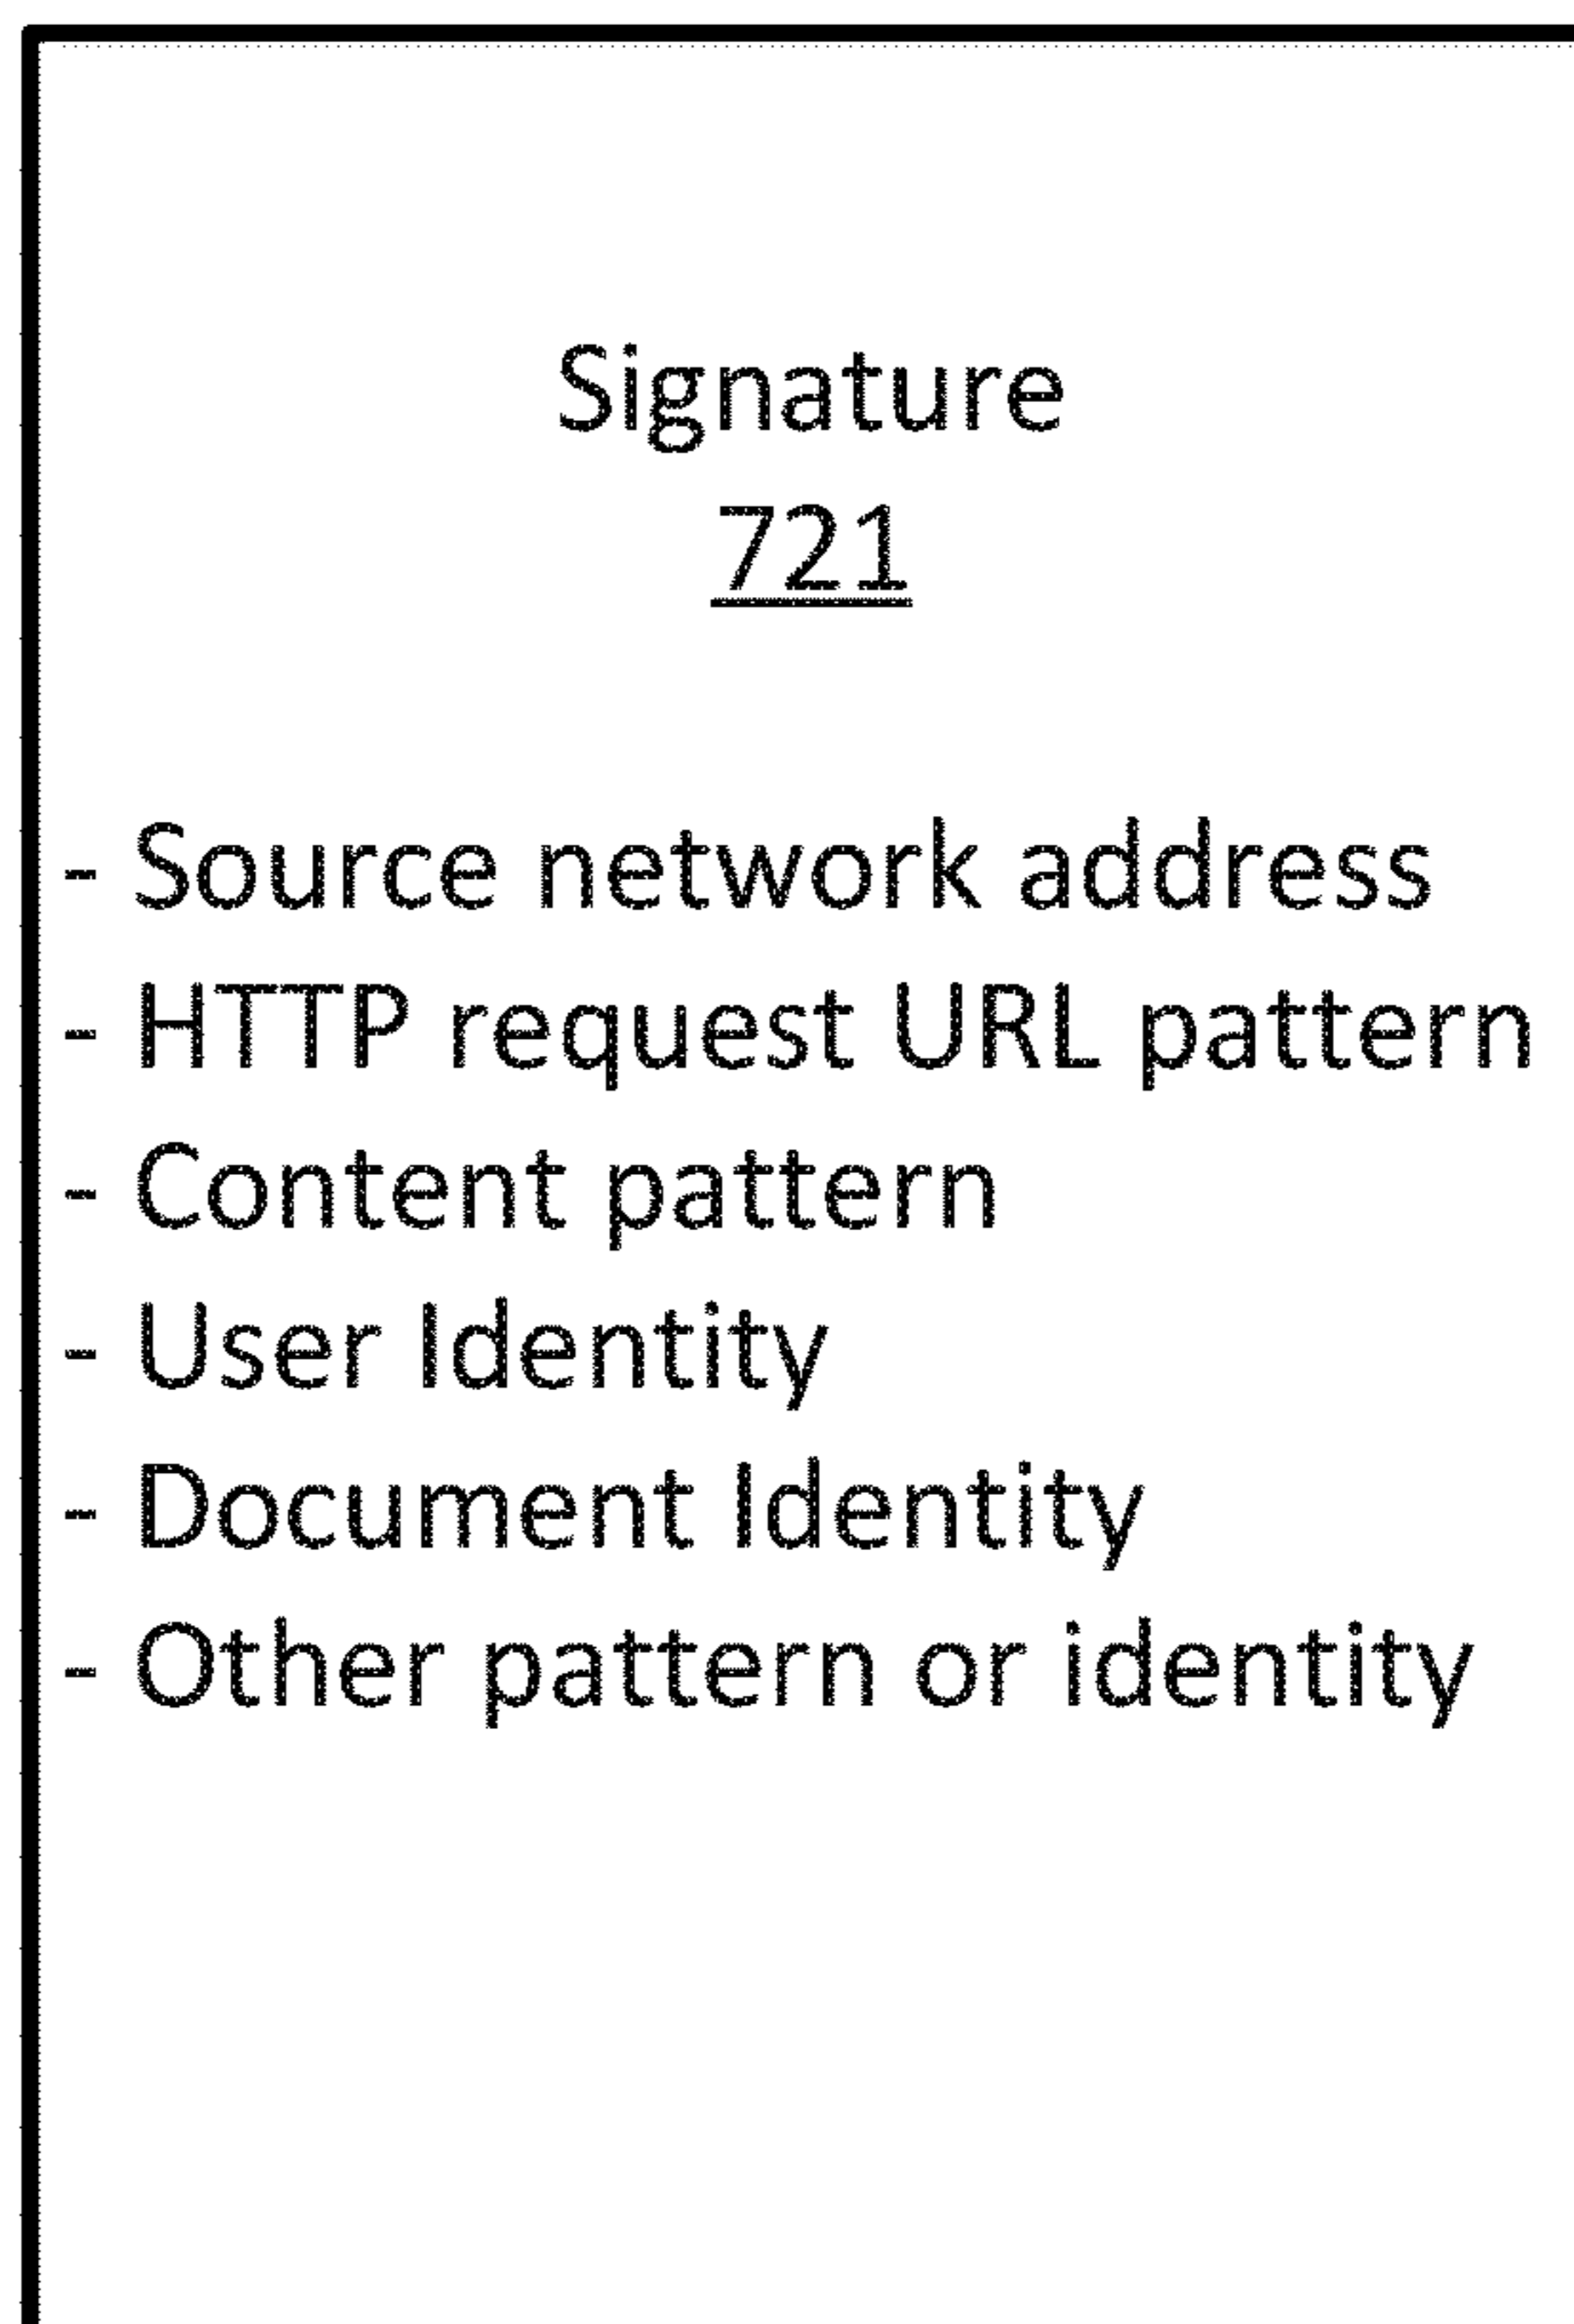 Signature
721
- Source network address
- HTTP request URL pattern
- Content pattern
- User Identity
- Document Identity
- Other pattern or identity